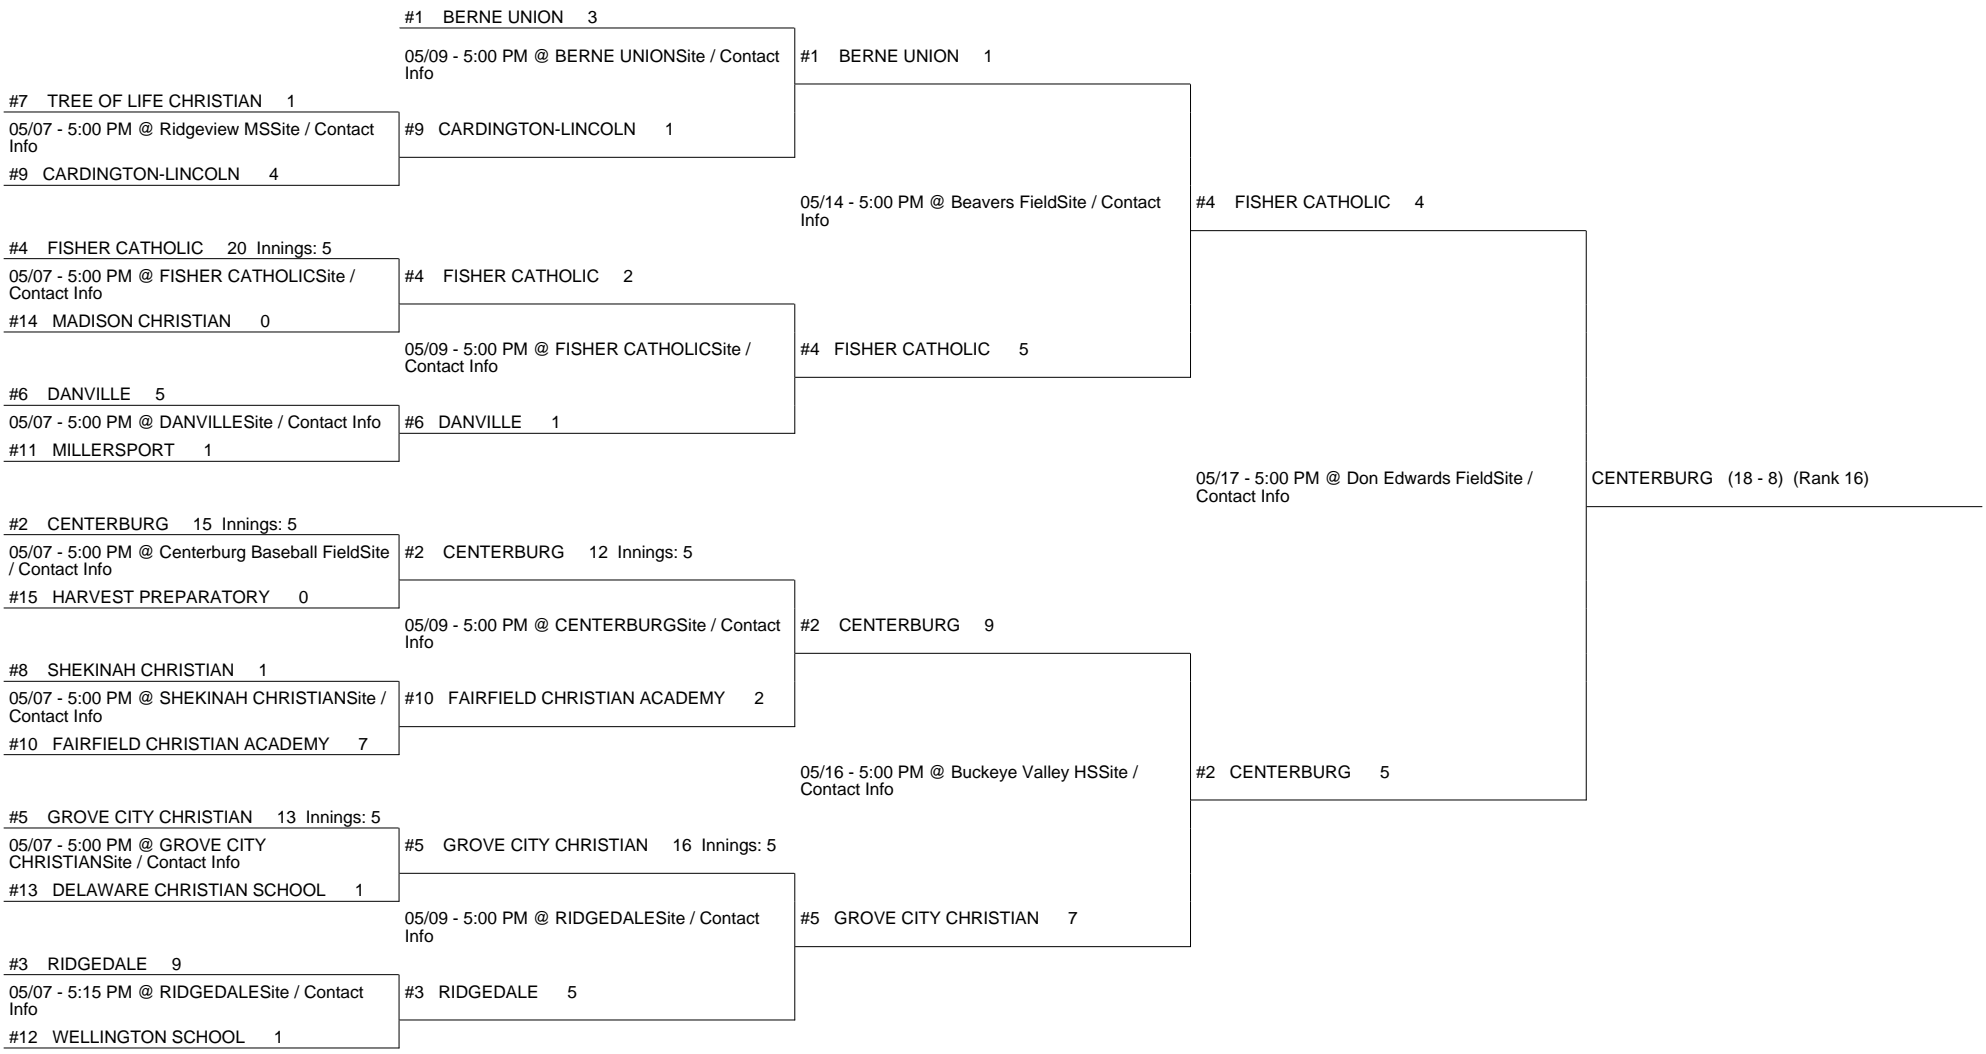 #1 BERNE UNION 3
05/09 - 5:00 PM @ BERNE UNIONSite / Contact
Info
#1 BERNE UNION 1
#7 TREE OF LIFE CHRISTIAN 1
05/07 - 5:00 PM @ Ridgeview MSSite / Contact
Info
#9 CARDINGTON-LINCOLN 1
#9 CARDINGTON-LINCOLN 4
05/14 - 5:00 PM @ Beavers FieldSite / Contact
Info
#4 FISHER CATHOLIC 4
#4 FISHER CATHOLIC 20 Innings: 5
05/07 - 5:00 PM @ FISHER CATHOLICSite /
Contact Info
#4 FISHER CATHOLIC 2
#14 MADISON CHRISTIAN 0
05/09 - 5:00 PM @ FISHER CATHOLICSite /
Contact Info
#4 FISHER CATHOLIC 5
#6 DANVILLE 5
05/07 - 5:00 PM @ DANVILLESite / Contact Info
#6 DANVILLE 1
#11 MILLERSPORT 1
05/17 - 5:00 PM @ Don Edwards FieldSite /
Contact Info
CENTERBURG (18 - 8) (Rank 16)
#2 CENTERBURG 15 Innings: 5
05/07 - 5:00 PM @ Centerburg Baseball FieldSite
/ Contact Info
#2 CENTERBURG 12 Innings: 5
#15 HARVEST PREPARATORY 0
05/09 - 5:00 PM @ CENTERBURGSite / Contact
Info
#2 CENTERBURG 9
#8 SHEKINAH CHRISTIAN 1
05/07 - 5:00 PM @ SHEKINAH CHRISTIANSite /
Contact Info
#10 FAIRFIELD CHRISTIAN ACADEMY 2
#10 FAIRFIELD CHRISTIAN ACADEMY 7
05/16 - 5:00 PM @ Buckeye Valley HSSite /
Contact Info
#2 CENTERBURG 5
#5 GROVE CITY CHRISTIAN 13 Innings: 5
05/07 - 5:00 PM @ GROVE CITY
CHRISTIANSite / Contact Info
#5 GROVE CITY CHRISTIAN 16 Innings: 5
#13 DELAWARE CHRISTIAN SCHOOL 1
05/09 - 5:00 PM @ RIDGEDALESite / Contact
Info
#5 GROVE CITY CHRISTIAN 7
#3 RIDGEDALE 9
05/07 - 5:15 PM @ RIDGEDALESite / Contact
Info
#3 RIDGEDALE 5
#12 WELLINGTON SCHOOL 1